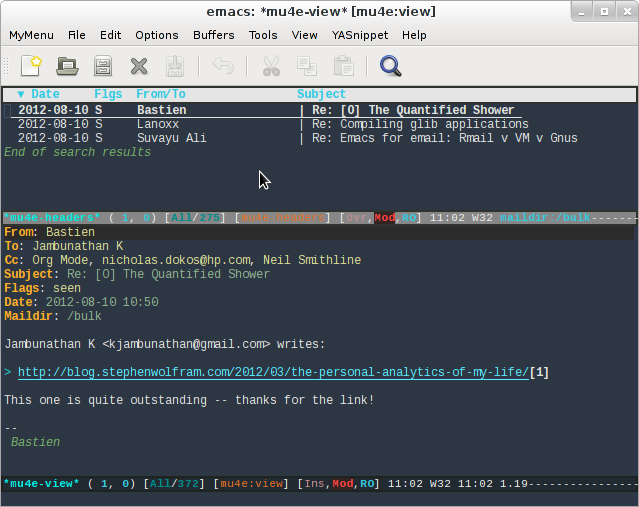 emacs: *mu4e-view* [mu4e:view]
MyMenu File Edit Options Buffers Tools View YASnippet Help
▼ Date Flgs From/To Subject
2012-08-10 S Bastien | Re: [O] The Quantified Shower
2012-08-10 S Lanoxx | Re: Compiling glib applications
2012-08-10 S Suvayu Ali | Re: Emacs for email: Rmail v VM v Gnus
End of search results
*mu4e-headers* ( 1, 0) [All/275] [mu4e:headers] [Ovr,Mod,RO] 11:02 W32 maildir:/bulk-------
From: Bastien
To: Jambunathan K
Cc: Org Mode, nicholas.dokos@hp.com, Neil Smithline
Subject: Re: [O] The Quantified Shower
Flags: seen
Date: 2012-08-10 10:50
Maildir: /bulk
Jambunathan K <kjambunathan@gmail.com> writes:
> http://blog.stephenwolfram.com/2012/03/the-personal-analytics-of-my-life/[1]
This one is quite outstanding -- thanks for the link!
--
Bastien
*mu4e-view* ( 1, 0) [All/372] [mu4e:view] [Ins,Mod,RO] 11:02 W32 11:02 1.19----------------